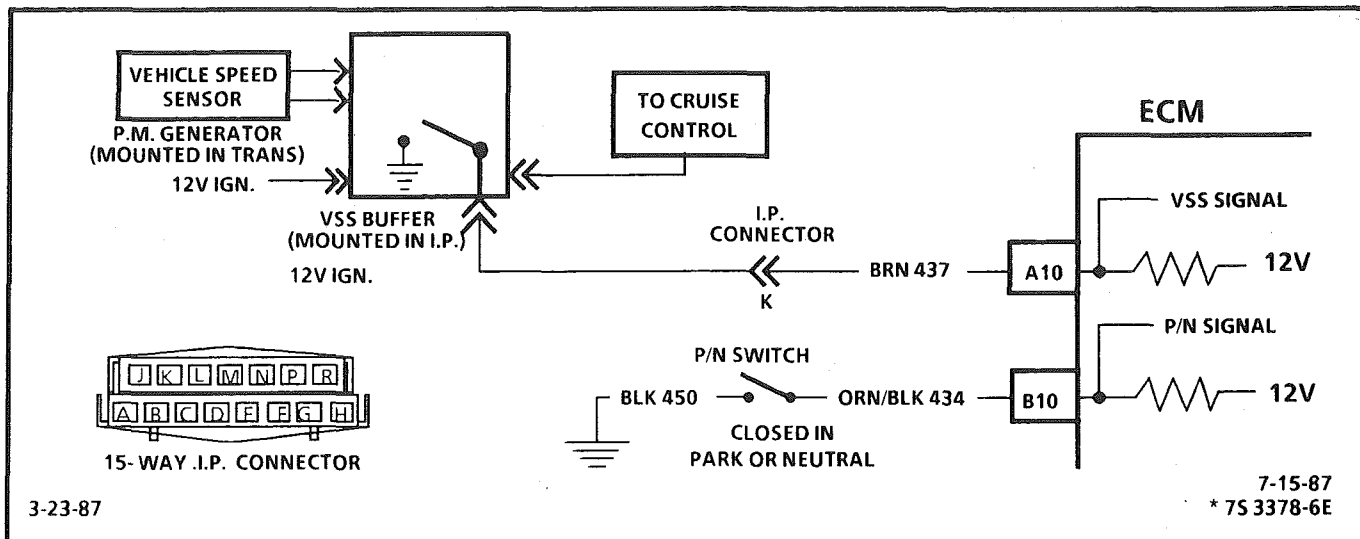 VEHICLE SPEED
SENSOR
P.M. GENERATOR
(MOUNTED IN TRANS)
12V IGN.
VSS BUFFER
(MOUNTED IN I.P.)
12V IGN.
TO CRUISE
CONTROL
I.P.
CONNECTOR
K
BRN 437
ECM
VSS SIGNAL
A10
12V
P/N SIGNAL
B10
12V
P/N SWITCH
BLK 450
ORN/BLK 434
CLOSED IN
PARK OR NEUTRAL
J K L M N P R
A B C D E F G H
15- WAY .I.P. CONNECTOR
3-23-87
7-15-87
* 7S 3378-6E